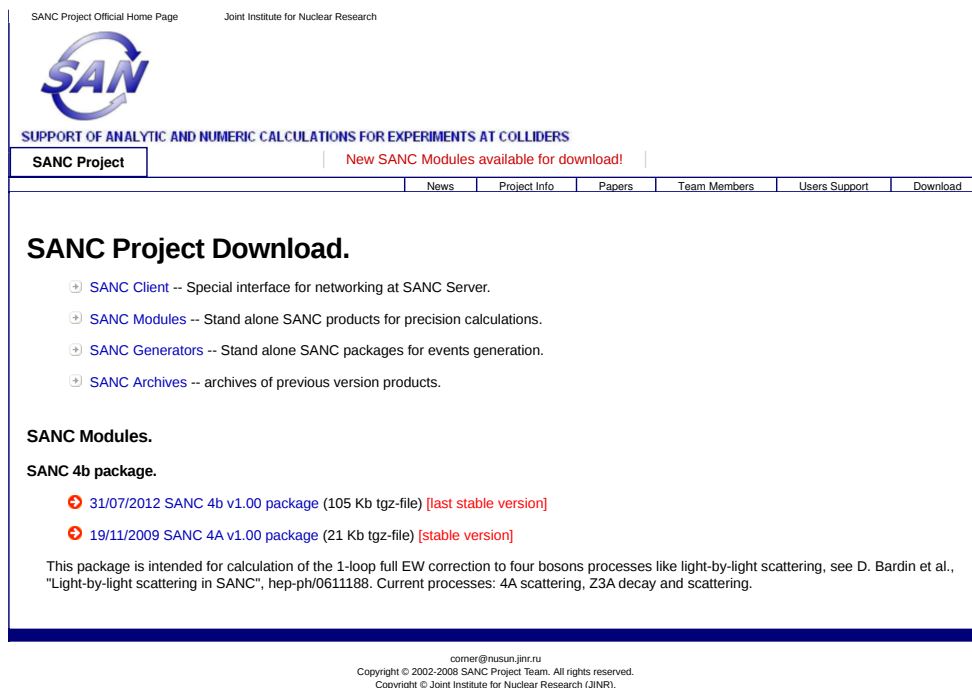 SANC Project Official Home Page Joint Institute for Nuclear Research
SAN
SUPPORT OF ANALYTIC AND NUMERIC CALCULATIONS FOR EXPERIMENTS AT COLLIDERS
SANC Project New SANC Modules available for download!
News Project Info Papers Team Members Users Support Download
SANC Project Download.
SANC Client -- Special interface for networking at SANC Server.
SANC Modules -- Stand alone SANC products for precision calculations.
SANC Generators -- Stand alone SANC packages for events generation.
SANC Archives -- archives of previous version products.
SANC Modules.
SANC 4b package.
31/07/2012 SANC 4b v1.00 package (105 Kb tgz-file) [last stable version]
19/11/2009 SANC 4A v1.00 package (21 Kb tgz-file) [stable version]
This package is intended for calculation of the 1-loop full EW correction to four bosons processes like light-by-light scattering, see D. Bardin et al.,
"Light-by-light scattering in SANC", hep-ph/0611188. Current processes: 4A scattering, Z3A decay and scattering.
corner@nusun.jinr.ru
Copyright © 2002-2008 SANC Project Team. All rights reserved.
Copyright © Joint Institute for Nuclear Research (JINR).